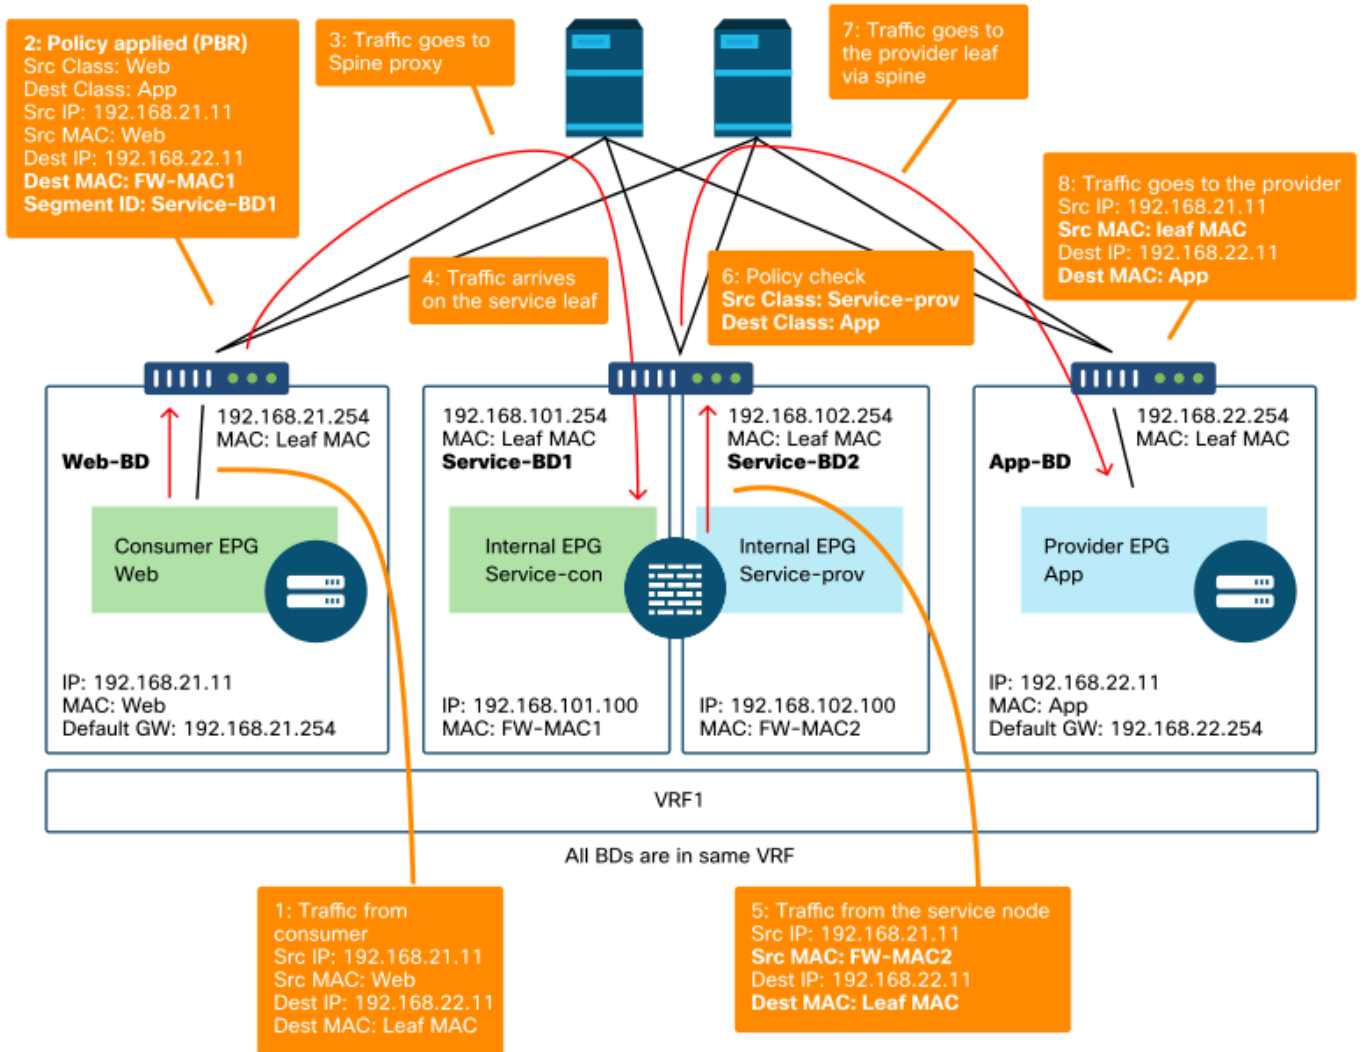 2: Policy applied (PBR)
Src Class: Web
Dest Class: App
Src IP: 192.168.21.11
Src MAC: Web
Dest IP: 192.168.22.11
Dest MAC: FW-MAC1
Segment ID: Service-BD1
3: Traffic goes to
Spine proxy
7: Traffic goes to
the provider leaf
via spine
8: Traffic goes to the provider
Src IP: 192.168.21.11
Src MAC: leaf MAC
Dest IP: 192.168.22.11
Dest MAC: App
4: Traffic arrives
on the service leaf
6: Policy check
Src Class: Service-prov
Dest Class: App
192.168.21.254
MAC: Leaf MAC
Web-BD
Consumer EPG
Web
IP: 192.168.21.11
MAC: Web
Default GW: 192.168.21.254
192.168.101.254
MAC: Leaf MAC
Service-BD1
Internal EPG
Service-con
IP: 192.168.101.100
MAC: FW-MAC1
192.168.102.254
MAC: Leaf MAC
Service-BD2
Internal EPG
Service-prov
IP: 192.168.102.100
MAC: FW-MAC2
192.168.22.254
MAC: Leaf MAC
App-BD
Provider EPG
App
IP: 192.168.22.11
MAC: App
Default GW: 192.168.22.254
VRF1
All BDs are in same VRF
1: Traffic from
consumer
Src IP: 192.168.21.11
Src MAC: Web
Dest IP: 192.168.22.11
Dest MAC: Leaf MAC
5: Traffic from the service node
Src IP: 192.168.21.11
Src MAC: FW-MAC2
Dest IP: 192.168.22.11
Dest MAC: Leaf MAC